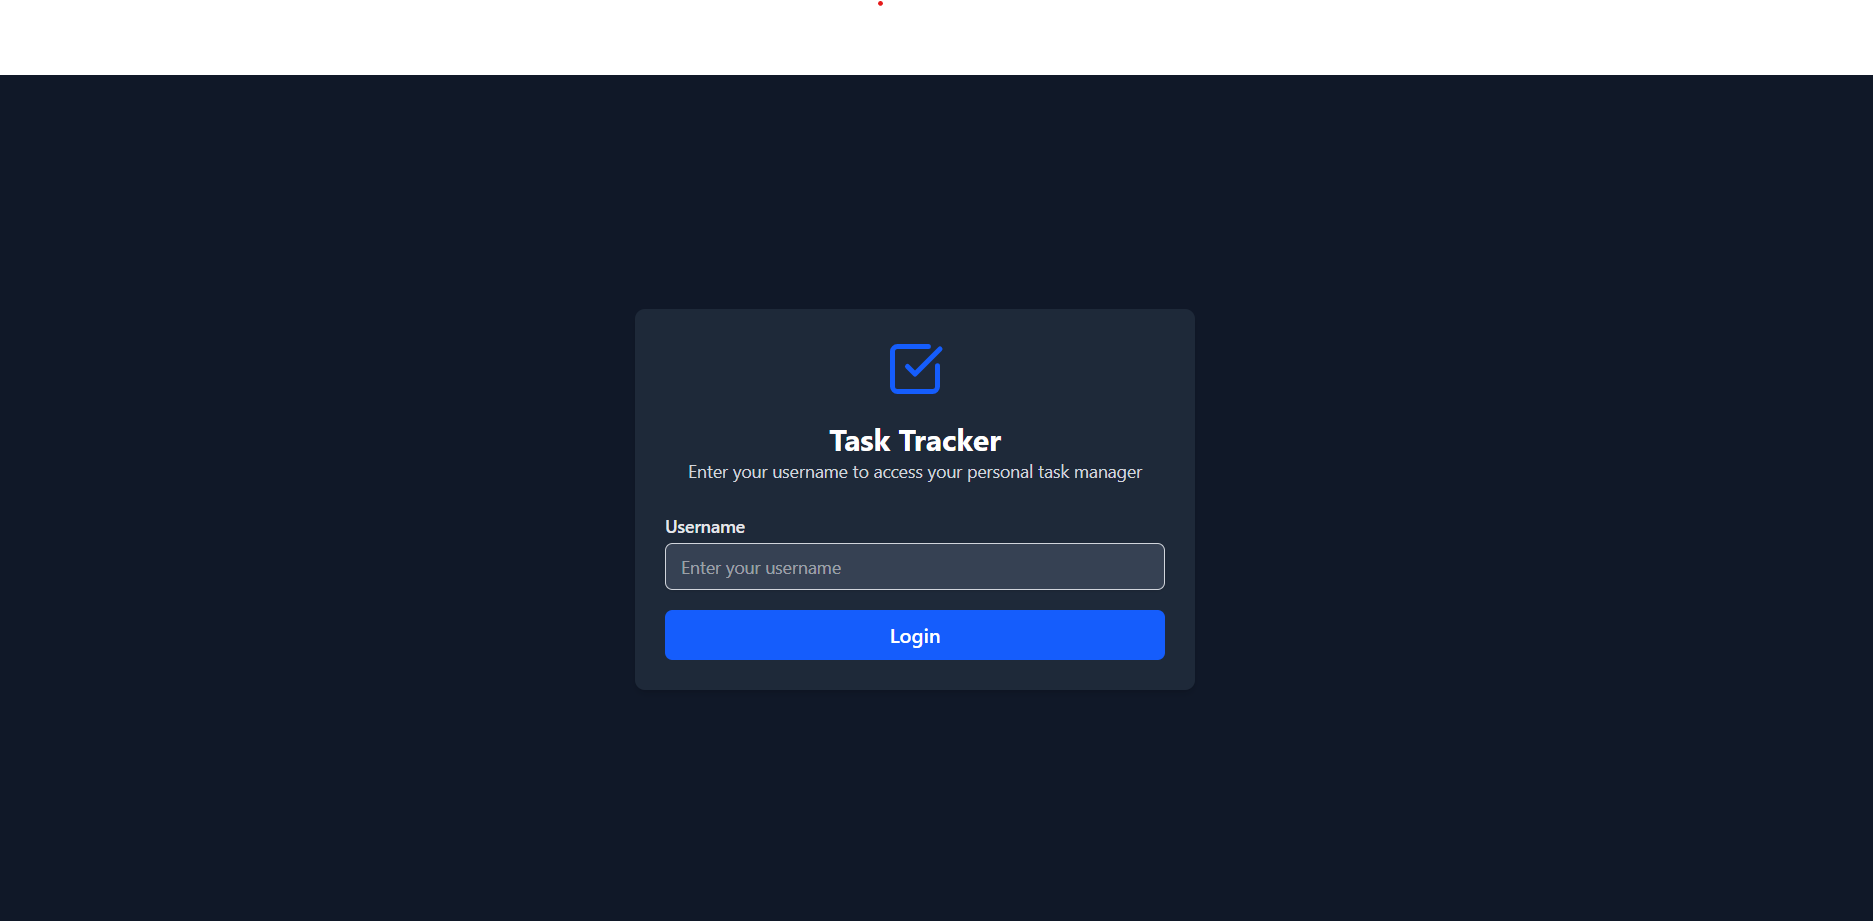 Task Tracker
Enter your username to access your personal task manager
Username
Enter your username
Login